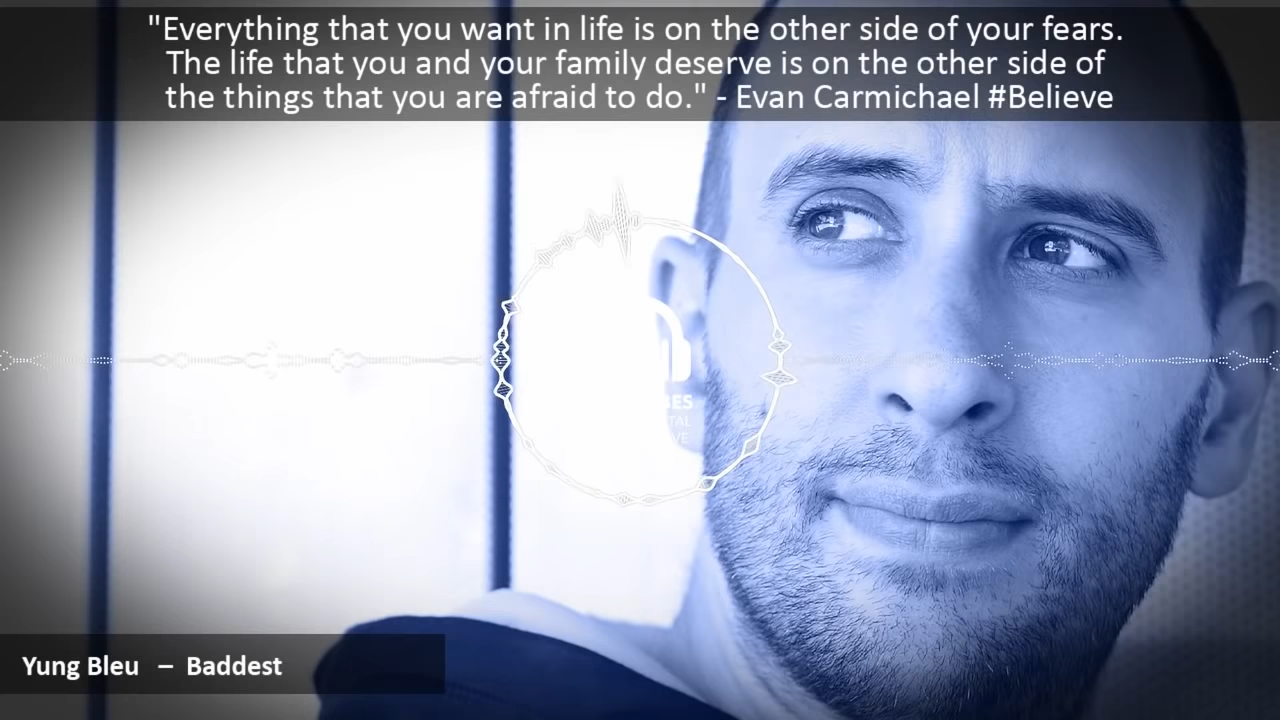 "Everything that you want in life is on the other side of your fears.
The life that you and your family deserve is on the other side of
the things that you are afraid to do." - Evan Carmichael #Believe
Yung Bleu – Baddest